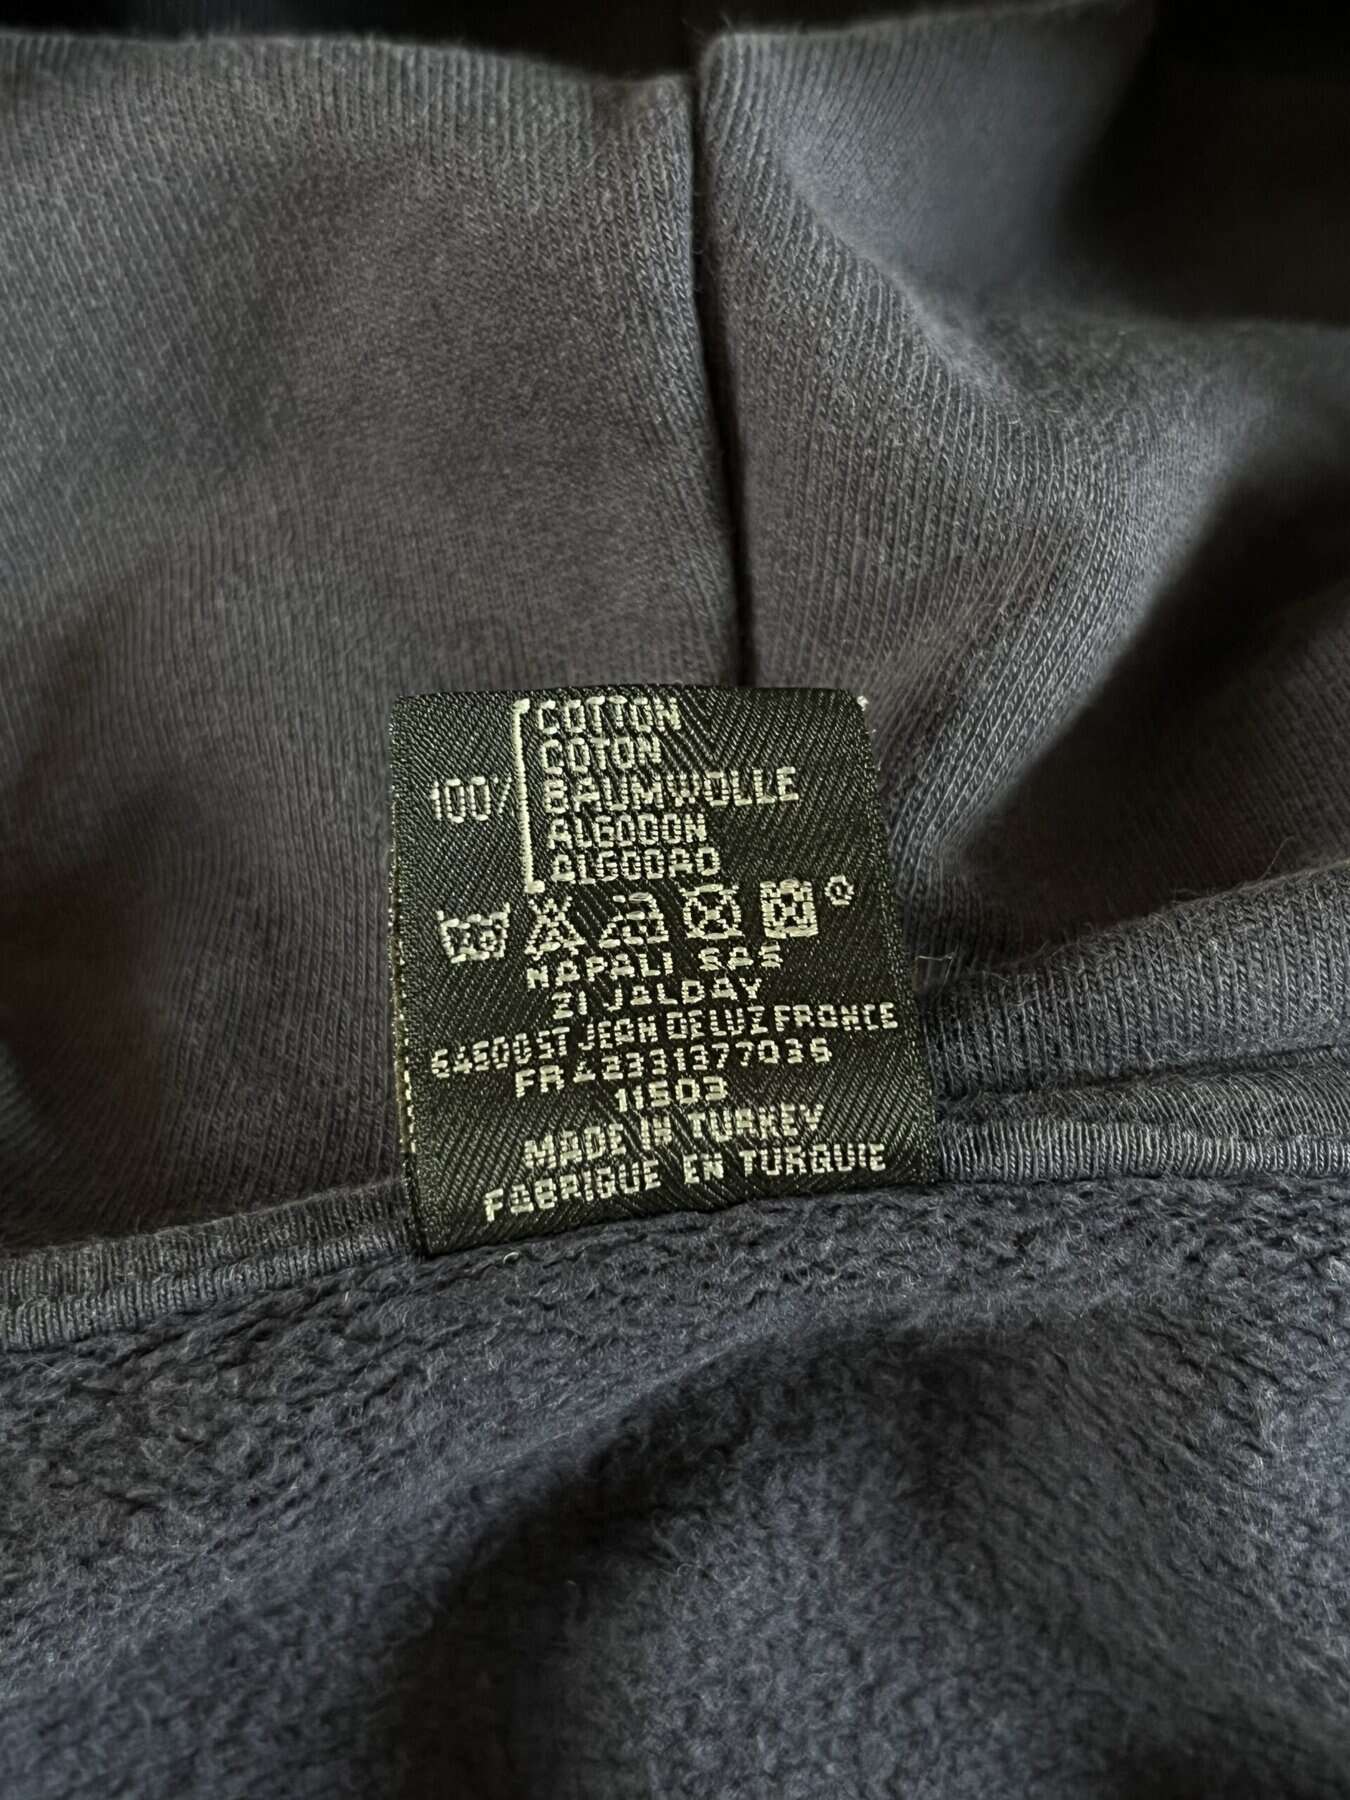 100%
COTTON
COTON
BAUMWOLLE
ALGODON
ALGODAO
NAPALI SAS
21 JALDAY
64500 ST JEAN DE LUZ FRANCE
FR 42331377036
11503
MADE IN TURKEY
FABRIQUE EN TURQUIE